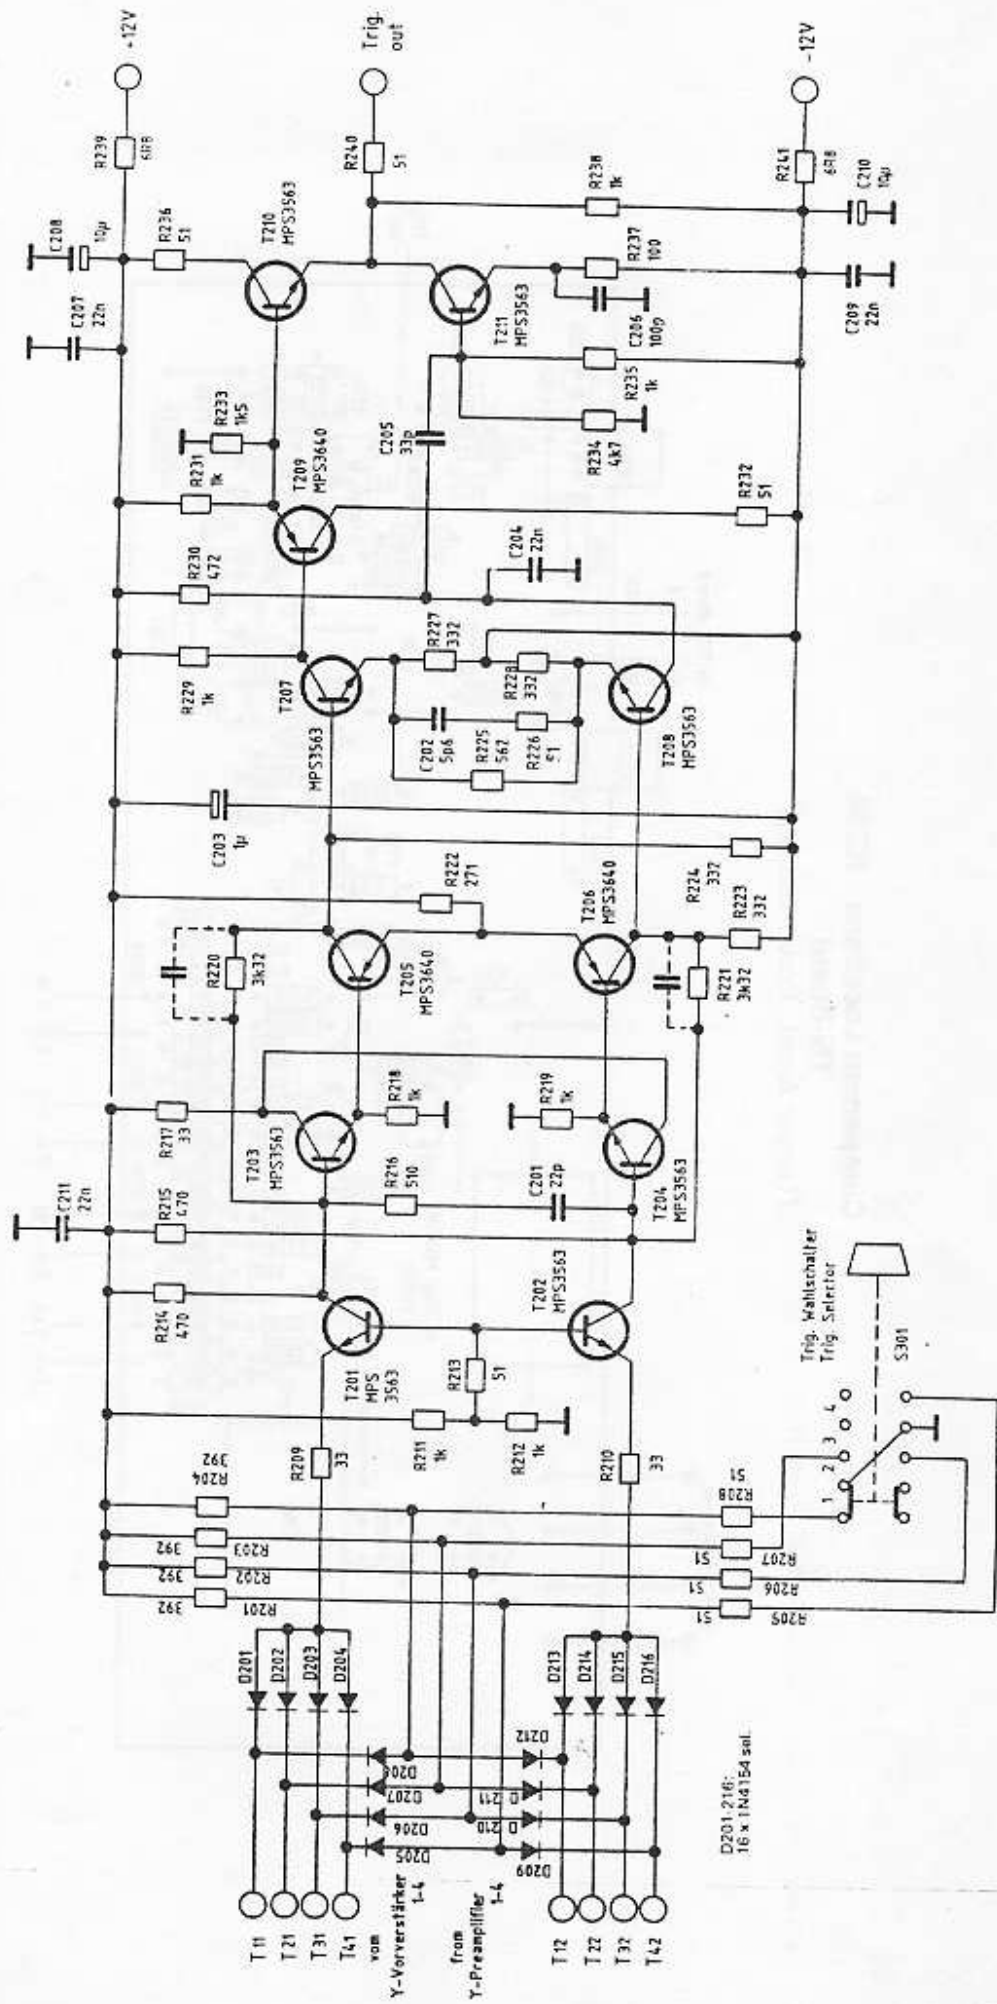 +12V
R239
6R8
Trig.
out
R240
51
-12V
R241
6R8
C208
10µ
C207
22n
R236
51
T210
MPS3563
R238
1k
C210
10µ
T211
MPS3563
R237
100
C206
100p
C209
22n
R235
1k
R234
4k7
C205
33p
R233
1k5
R231
1k
T209
MPS3640
R232
51
R230
472
C204
22n
R229
1k
T207
MPS3563
R227
332
R228
332
C202
5p6
R225
562
R226
51
T208
MPS3563
C203
1µ
R222
271
R224
332
R223
332
T206
MPS3640
R220
3k32
T205
MPS3640
R221
3k32
R217
33
T203
MPS3563
R218
1k
R219
1k
R216
510
C201
22p
T204
MPS3563
C211
22n
R215
470
R214
470
T202
MPS3563
T201
MPS
3563
R213
51
R211
1k
R212
1k
R209
33
R210
33
Trig. Wahlschalter
Trig. Selector
S301
1
2
3
4
R204
392
R203
392
R202
392
R201
392
R208
51
R207
51
R206
51
R205
51
D201
D202
D203
D204
D213
D214
D215
D216
D207
D206
D205
D212
D211
D210
D209
T11
T21
T31
T41
vom
Y-Vorverstärker
1-4
from
Y-Preamplifier
1-4
T12
T22
T32
T42
D201-216:
16 x 1N4154 sel.